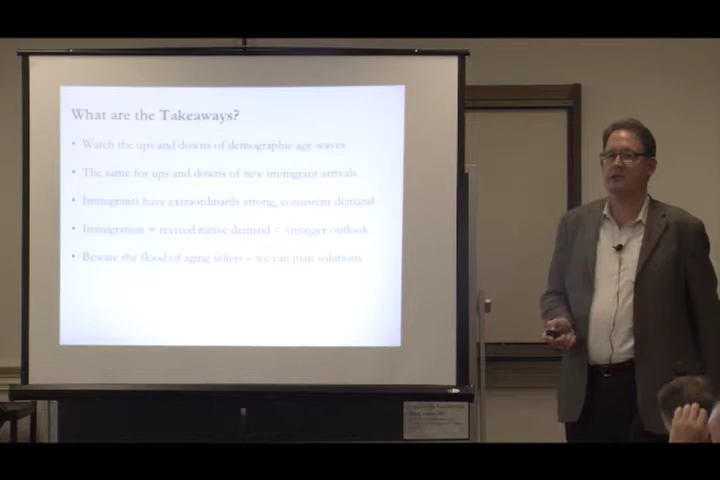 What are the Takeaways?
• Watch the ups and downs of demographic age waves
• The same for ups and downs of new immigrant arrivals
• Immigrants have extraordinarily strong, consistent demand
• Immigration + revived native demand = stronger outlook
• Beware the flood of aging sellers – we can plan solutions